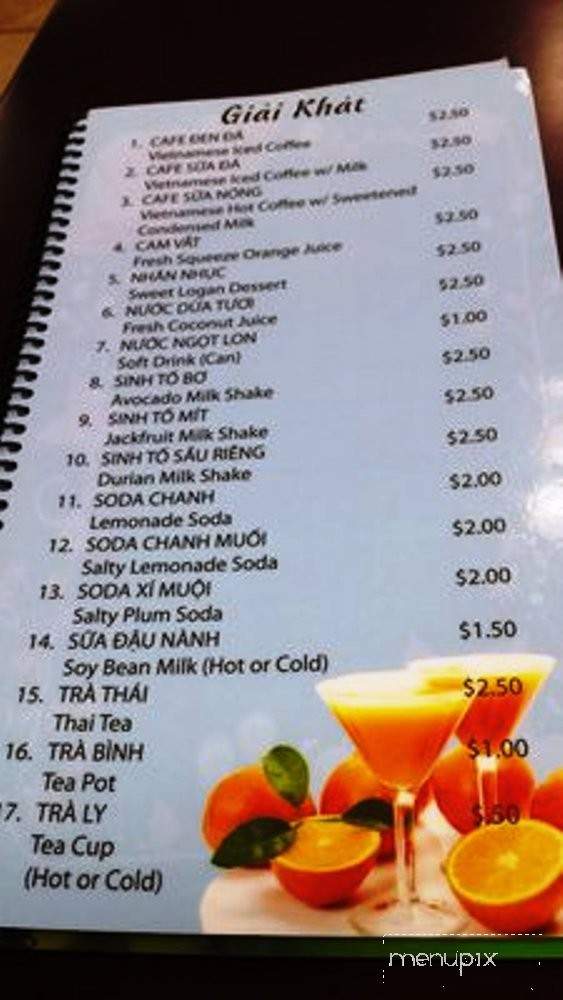 Giải Khát
1. CAFE ĐEN ĐÁ $2.50
Vietnamese Iced Coffee
2. CAFE SỮA ĐÁ $2.50
Vietnamese Iced Coffee w/ Milk
3. CAFE SỮA NÓNG $2.50
Vietnamese Hot Coffee w/ Sweetened
Condensed Milk
4. CAM VẮT $2.50
Fresh Squeeze Orange Juice
5. NHÃN NHỤC $2.50
Sweet Logan Dessert
6. NƯỚC DỪA TƯƠI $2.50
Fresh Coconut Juice
7. NƯỚC NGỌT LON $1.00
Soft Drink (Can)
8. SINH TỐ BƠ $2.50
Avocado Milk Shake
9. SINH TỐ MÍT $2.50
Jackfruit Milk Shake
10. SINH TỐ SẦU RIÊNG $2.50
Durian Milk Shake
11. SODA CHANH $2.00
Lemonade Soda
12. SODA CHANH MUỐI $2.00
Salty Lemonade Soda
13. SODA XÍ MUỘI $2.00
Salty Plum Soda
14. SỮA ĐẬU NÀNH $1.50
Soy Bean Milk (Hot or Cold)
15. TRÀ THÁI $2.50
Thai Tea
16. TRÀ BÌNH $1.00
Tea Pot
7. TRÀ LY $.50
Tea Cup
(Hot or Cold)
menupix